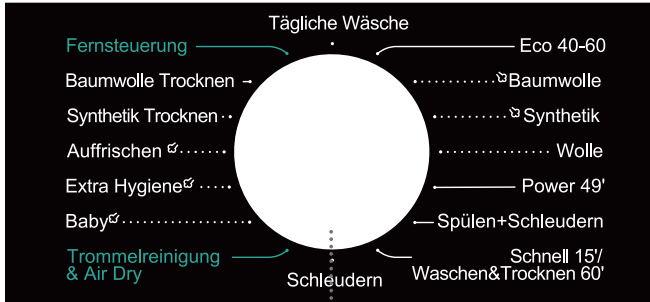 Tägliche Wäsche
Fernsteuerung
Baumwolle Trocknen
Synthetik Trocknen
Auffrischen
Extra Hygiene
Baby
Trommelreinigung
& Air Dry
Schleudern
Eco 40-60
Baumwolle
Synthetik
Wolle
Power 49'
Spülen+Schleudern
Schnell 15'/
Waschen&Trocknen 60'